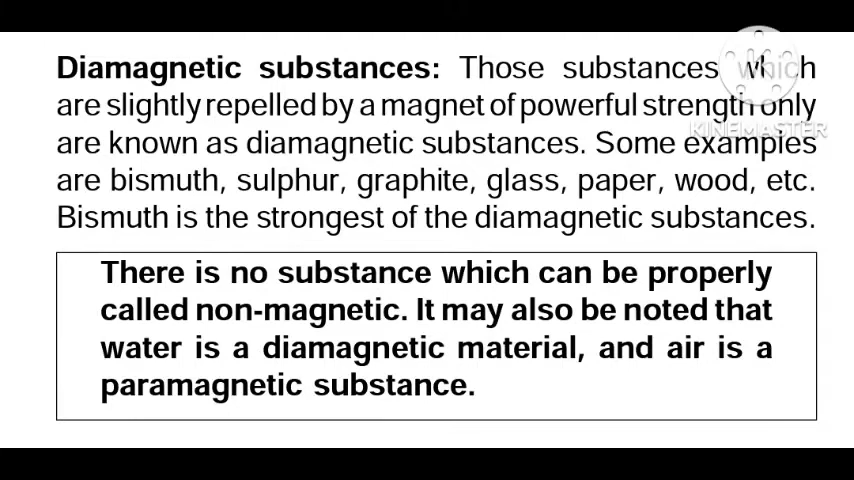 Diamagnetic substances: Those substances which
are slightly repelled by a magnet of powerful strength only
are known as diamagnetic substances. Some examples
are bismuth, sulphur, graphite, glass, paper, wood, etc.
Bismuth is the strongest of the diamagnetic substances.
There is no substance which can be properly
called non-magnetic. It may also be noted that
water is a diamagnetic material, and air is a
paramagnetic substance.
KINEMASTER